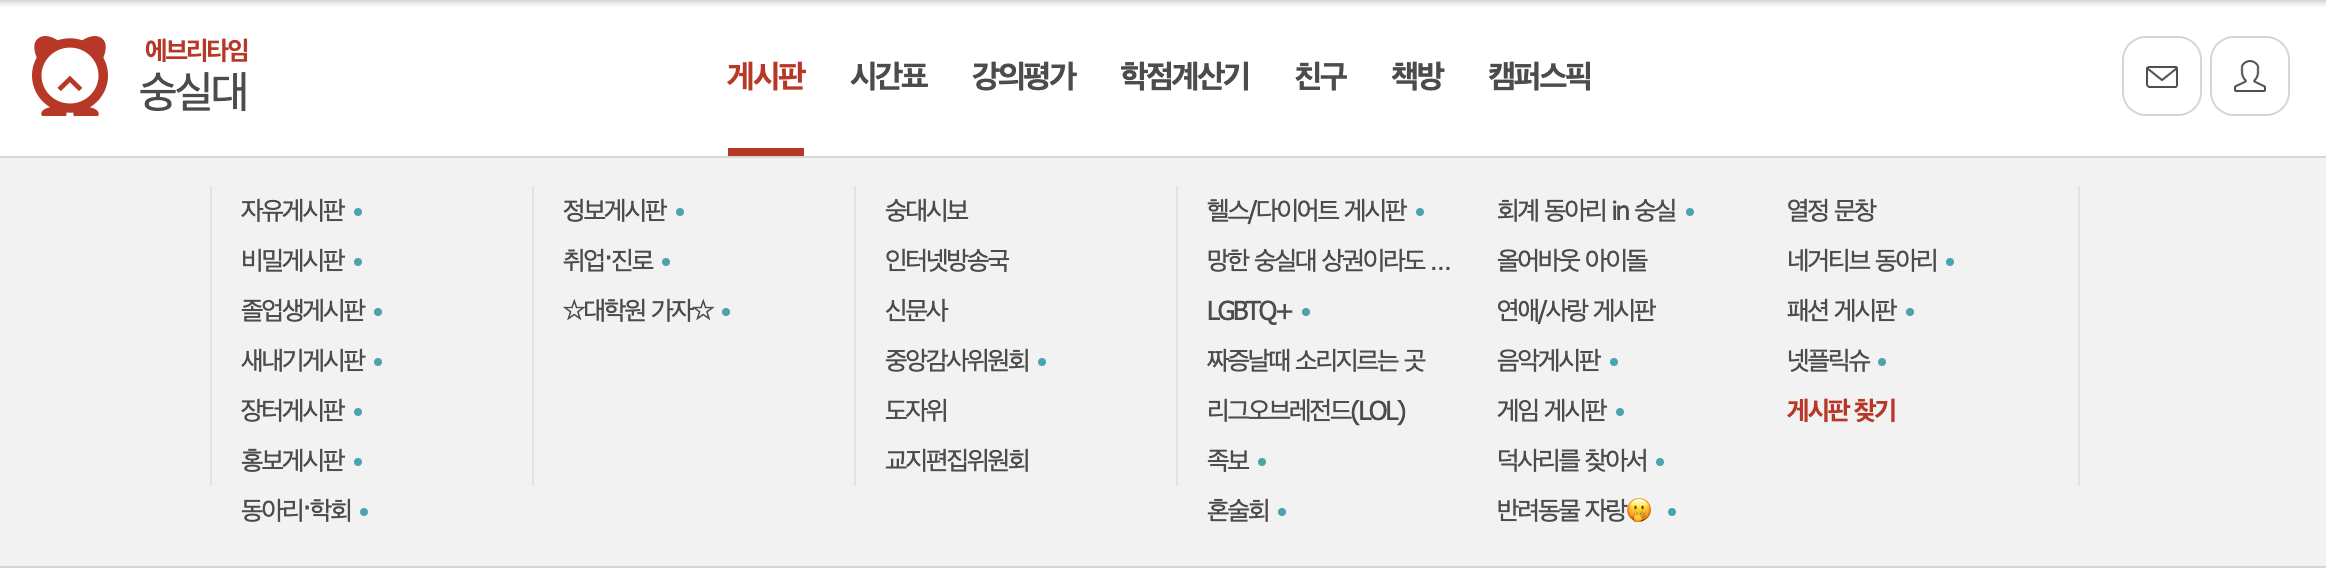 에브리타임
숭실대
게시판 시간표 강의평가 학점계산기 친구 책방 캠퍼스픽
자유게시판
비밀게시판
졸업생게시판
새내기게시판
장터게시판
홍보게시판
동아리·학회
정보게시판
취업·진로
☆대학원 가자☆
숭대시보
인터넷방송국
신문사
중앙감사위원회
도자위
교지편집위원회
헬스/다이어트 게시판
망한 숭실대 상권이라도 ...
LGBTQ+
짜증날때 소리지르는 곳
리그오브레전드(LOL)
족보
혼술회
회계 동아리 in 숭실
올어바웃 아이돌
연애/사랑 게시판
음악게시판
게임 게시판
덕사리를 찾아서
반려동물 자랑🤭
열정 문창
네거티브 동아리
패션 게시판
넷플릭슈
게시판 찾기